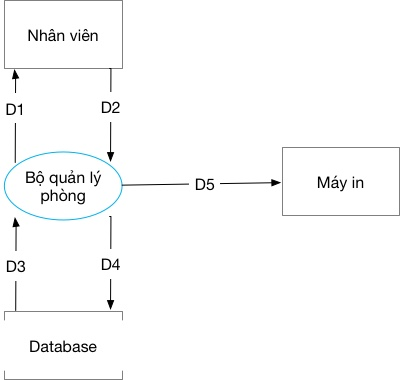 Nhân viên
D1
D2
Bộ quản lý
phòng
D5
Máy in
D3
D4
Database